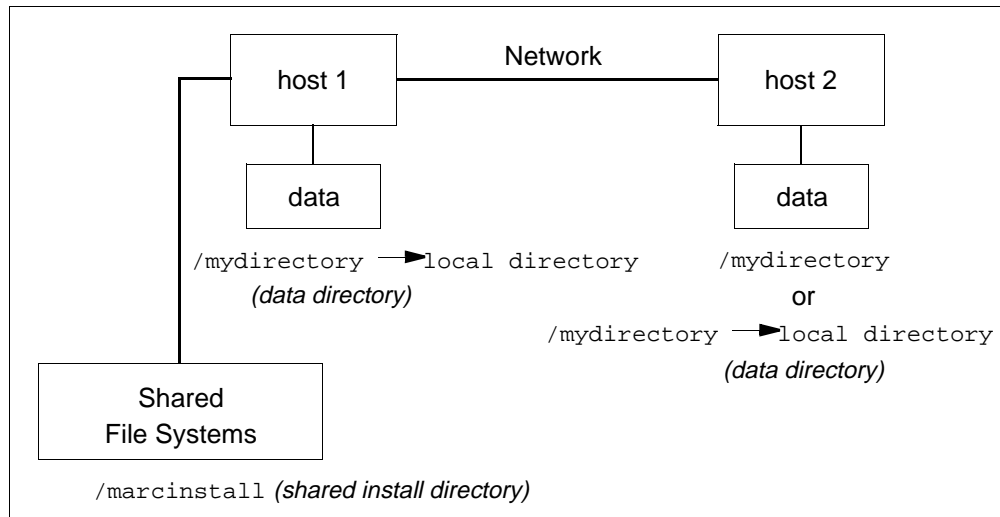 Network
host 1
host 2
data
data
/mydirectory → local directory
(data directory)
/mydirectory
or
/mydirectory → local directory
(data directory)
Shared
File Systems
/marcinstall (shared install directory)